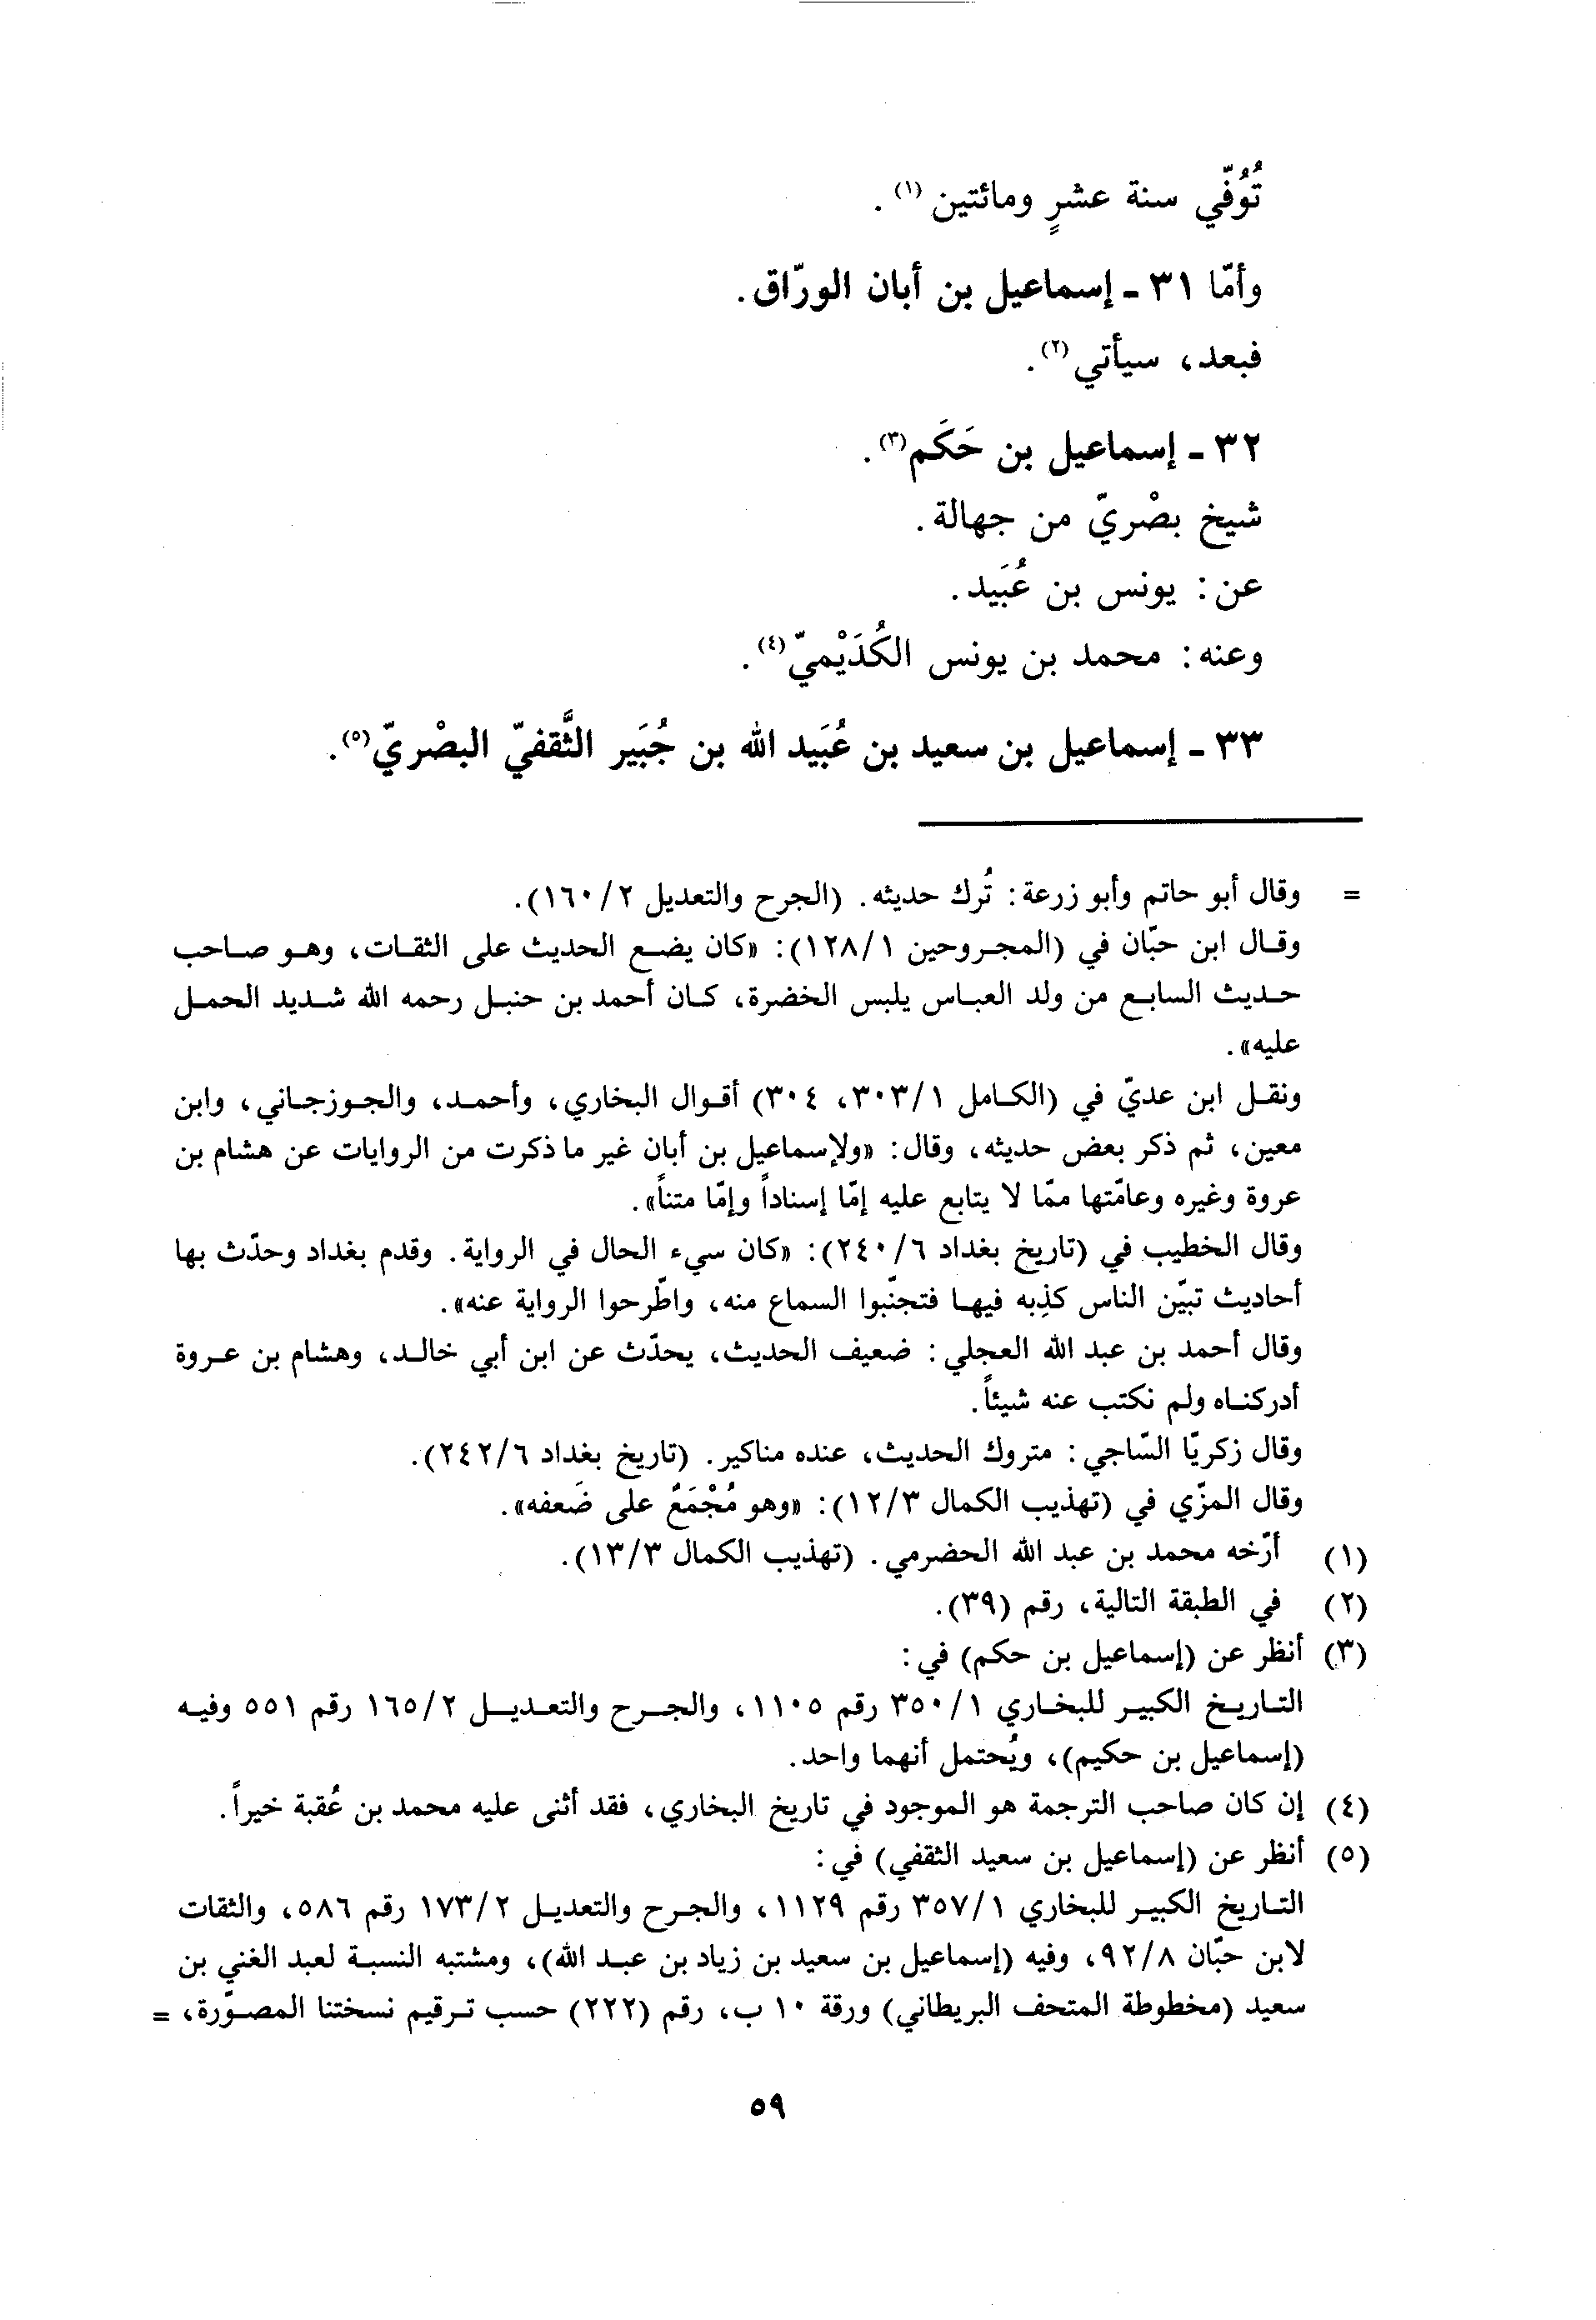 تُوُفّي سنة عشرٍ ومائتين (١).
وأمّا ٣١ - إسماعيل بن أبان الورّاق.
فبعد، سيأتي (٢).
٣٢ - إسماعيل بن حَكَم (٣).
شيخ بصْريّ من جهالة.
عن: يونس بن عُبَيد.
وعنه: محمد بن يونس الكُدَيْميّ (٤).
٣٣ - إسماعيل بن سعيد بن عُبَيد الله بن جُبَير الثَّقفيّ البصْريّ (٥).
= وقال أبو حاتم وأبو زرعة: تُرك حديثه. (الجرح والتعديل ٢/١٦٠).
وقال ابن حبّان في (المجروحين ١/١٢٨): «كان يضع الحديث على الثقات، وهو صاحب
حديث السابع من ولد العباس يلبس الخضرة، كان أحمد بن حنبل رحمه الله شديد الحمل
عليه».
ونقل ابن عديّ في (الكامل ١/٣٠٣، ٣٠٤) أقوال البخاري، وأحمد، والجوزجاني، وابن
معين، ثم ذكر بعض حديثه، وقال: «ولإسماعيل بن أبان غير ما ذكرت من الروايات عن هشام بن
عروة وغيره وعامّتها ممّا لا يتابع عليه إمّا إسناداً وإمّا متناً».
وقال الخطيب في (تاريخ بغداد ٦/٢٤٠): «كان سيء الحال في الرواية. وقدم بغداد وحدّث بها
أحاديث تبيّن الناس كذِبه فيها فتجنّبوا السماع منه، واطّرحوا الرواية عنه».
وقال أحمد بن عبد الله العجلي: ضعيف الحديث، يحدّث عن ابن أبي خالد، وهشام بن عروة
أدركناه ولم نكتب عنه شيئاً.
وقال زكريّا السّاجي: متروك الحديث، عنده مناكير. (تاريخ بغداد ٦/٢٤٢).
وقال المزّي في (تهذيب الكمال ٣/١٢): «وهو مُجْمَعٌ على ضَعفه».
(١) أرّخه محمد بن عبد الله الحضرمي. (تهذيب الكمال ٣/١٣).
(٢) في الطبقة التالية، رقم (٣٩).
(٣) أنظر عن (إسماعيل بن حكم) في:
التاريخ الكبير للبخاري ١/٣٥٠ رقم ١١٠٥، والجرح والتعديل ٢/١٦٥ رقم ٥٥١ وفيه
(إسماعيل بن حكيم)، ويُحتمل أنهما واحد.
(٤) إن كان صاحب الترجمة هو الموجود في تاريخ البخاري، فقد أثنى عليه محمد بن عُقبة خيراً.
(٥) أنظر عن (إسماعيل بن سعيد الثقفي) في:
التاريخ الكبير للبخاري ١/٣٥٧ رقم ١١٢٩، والجرح والتعديل ٢/١٧٣ رقم ٥٨٦، والثقات
لابن حبّان ٨/٩٢، وفيه (إسماعيل بن سعيد بن زياد بن عبد الله)، ومشتبه النسبة لعبد الغني بن
سعيد (مخطوطة المتحف البريطاني) ورقة ١٠ ب، رقم (٢٢٢) حسب ترقيم نسختنا المصوّرة، =
٥٩